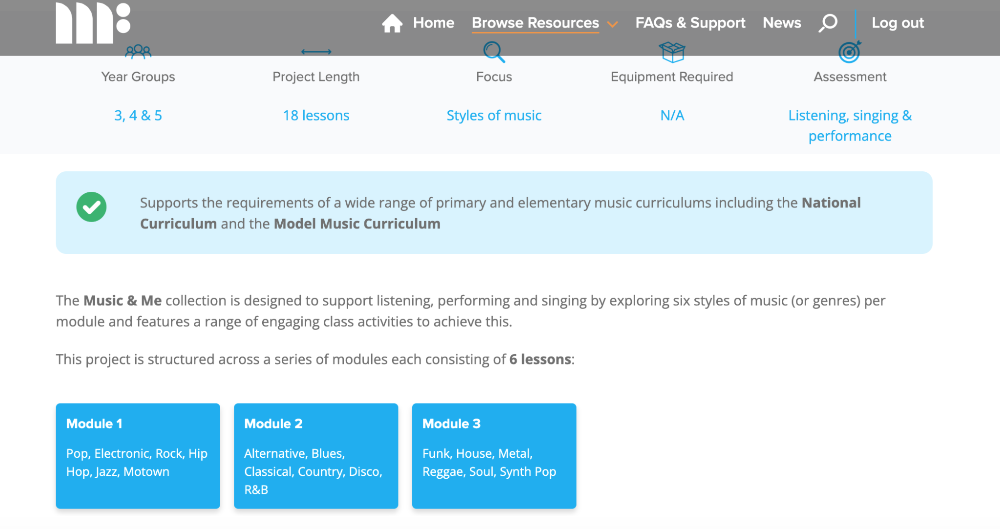 Home Browse Resources FAQs & Support News Log out
Year Groups Project Length Focus Equipment Required Assessment
3, 4 & 5 18 lessons Styles of music N/A Listening, singing &
performance
Supports the requirements of a wide range of primary and elementary music curriculums including the National
Curriculum and the Model Music Curriculum
The Music & Me collection is designed to support listening, performing and singing by exploring six styles of music (or genres) per
module and features a range of engaging class activities to achieve this.
This project is structured across a series of modules each consisting of 6 lessons:
Module 1
Pop, Electronic, Rock, Hip
Hop, Jazz, Motown
Module 2
Alternative, Blues,
Classical, Country, Disco,
R&B
Module 3
Funk, House, Metal,
Reggae, Soul, Synth Pop